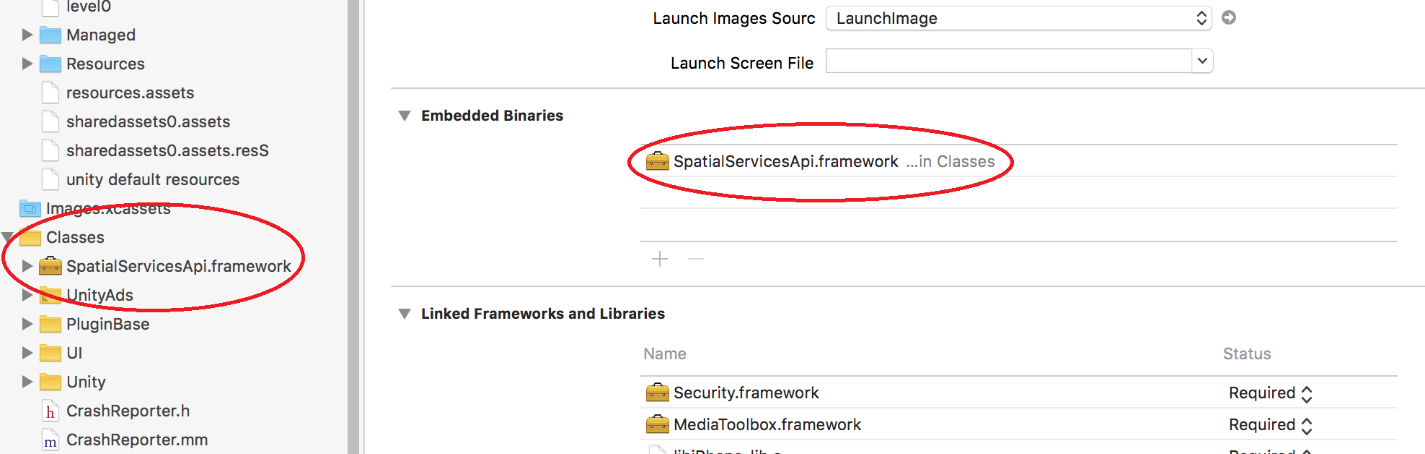 level0
Managed
Resources
resources.assets
sharedassets0.assets
sharedassets0.assets.resS
unity default resources
Images.xcassets
Classes
SpatialServicesApi.framework
UnityAds
PluginBase
UI
Unity
h CrashReporter.h
m CrashReporter.mm
Launch Images Sourc LaunchImage
Launch Screen File
Embedded Binaries
SpatialServicesApi.framework ...in Classes
Linked Frameworks and Libraries
Name Status
Security.framework Required
MediaToolbox.framework Required